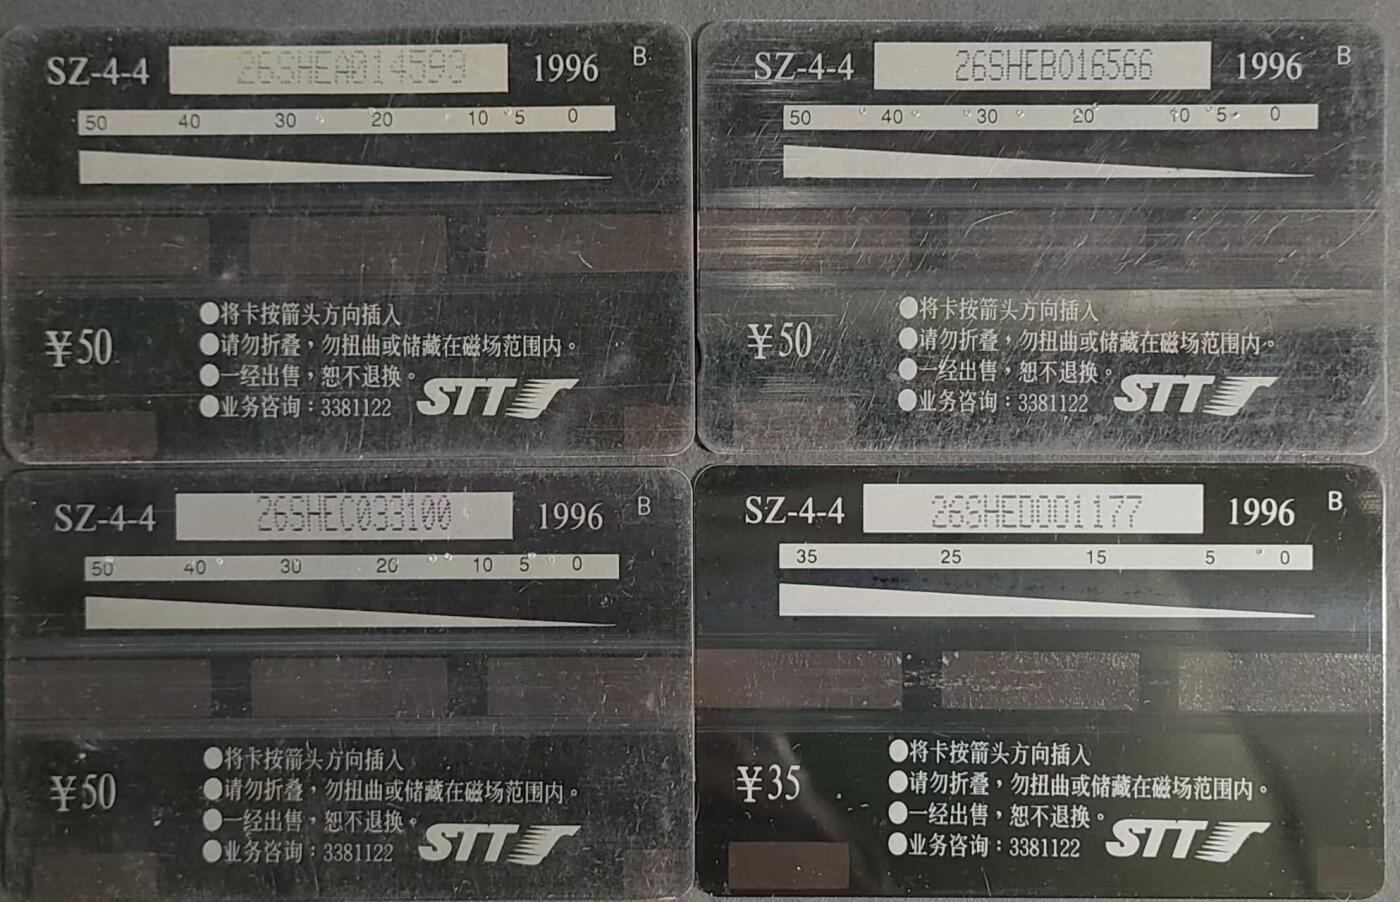 SZ-4-4 26SHEA014593 1996 B
50 40 30 20 10 5 0
¥50
●将卡按箭头方向插入
●请勿折叠，勿扭曲或储藏在磁场范围内。
●一经出售，恕不退换。
●业务咨询：3381122
STT
SZ-4-4 26SHEB016566 1996 B
50 40 30 20 10 5 0
¥50
●将卡按箭头方向插入
●请勿折叠，勿扭曲或储藏在磁场范围内。
●一经出售，恕不退换。
●业务咨询：3381122
STT
SZ-4-4 26SHEC033100 1996 B
50 40 30 20 10 5 0
¥50
●将卡按箭头方向插入
●请勿折叠，勿扭曲或储藏在磁场范围内。
●一经出售，恕不退换。
●业务咨询：3381122
STT
SZ-4-4 26SHED001177 1996 B
35 25 15 5 0
¥35
●将卡按箭头方向插入
●请勿折叠，勿扭曲或储藏在磁场范围内。
●一经出售，恕不退换。
●业务咨询：3381122
STT